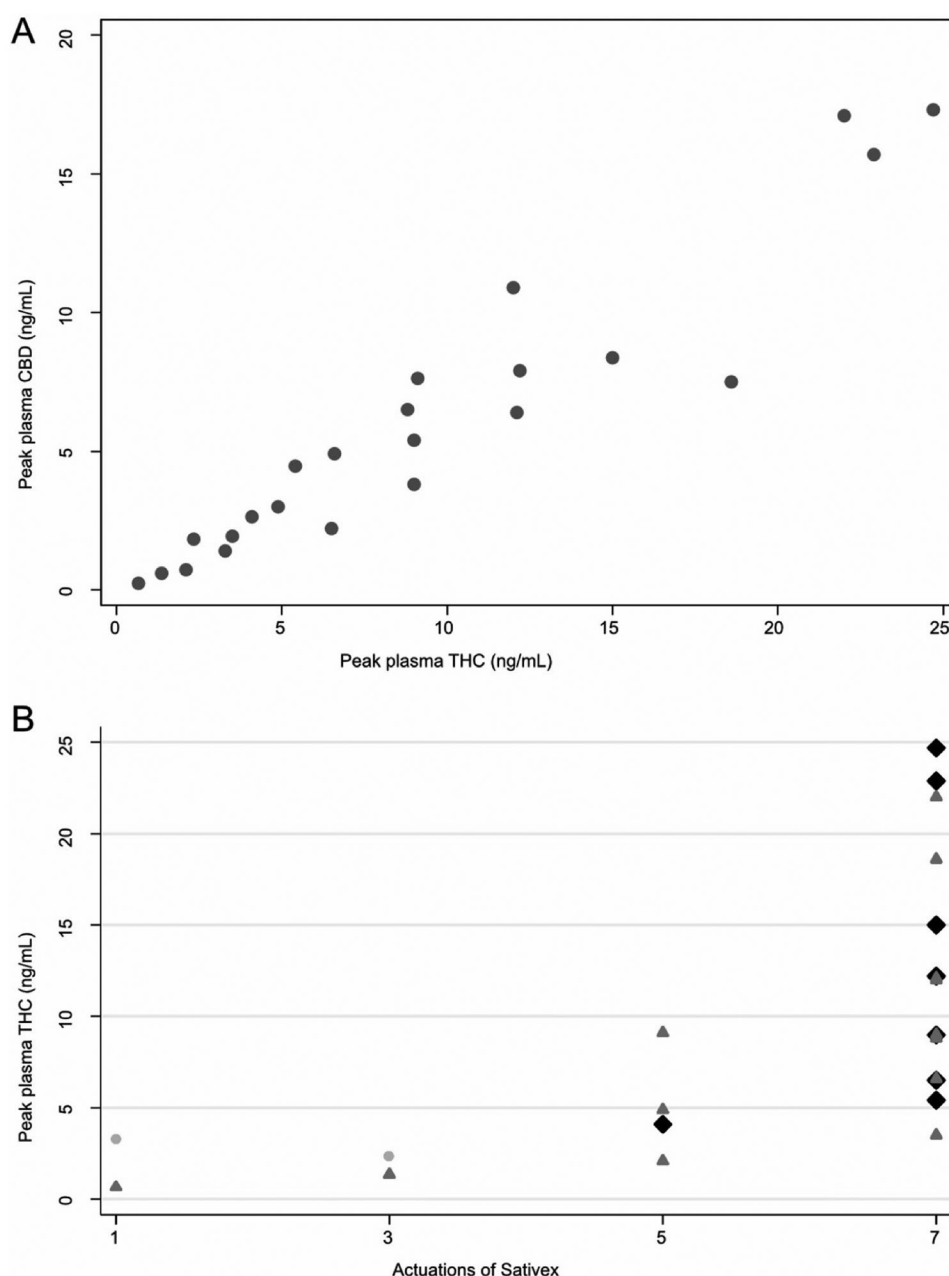 A
20
15
10
5
0
Peak plasma CBD (ng/mL)
0 5 10 15 20 25
Peak plasma THC (ng/mL)
B
25
20
15
10
5
0
Peak plasma THC (ng/mL)
1 3 5 7
Actuations of Sativex